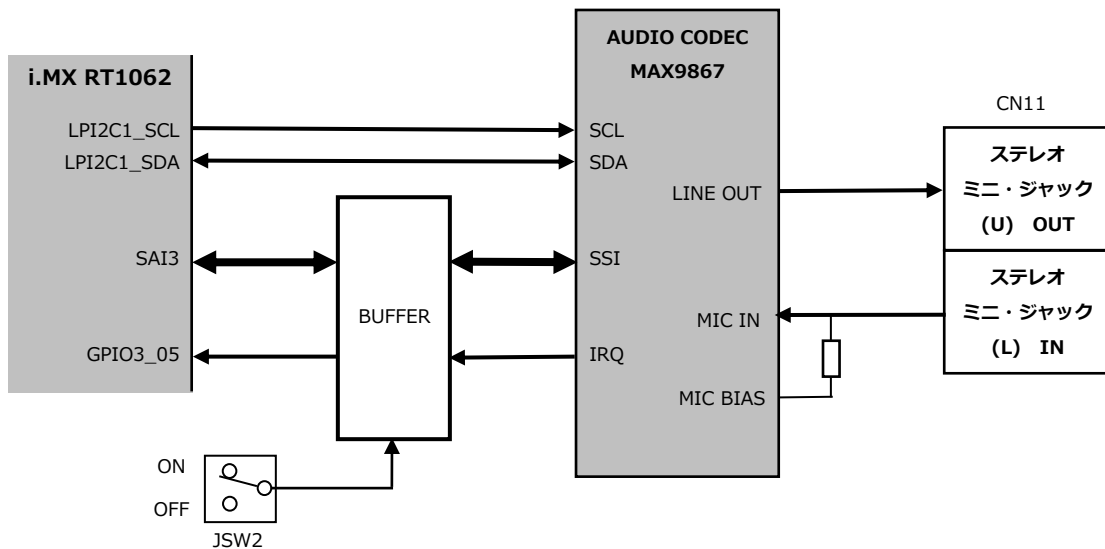 i.MX RT1062
LPI2C1_SCL
LPI2C1_SDA
SAI3
GPIO3_05
BUFFER
ON
OFF
JSW2
AUDIO CODEC
MAX9867
SCL
SDA
LINE OUT
SSI
MIC IN
IRQ
MIC BIAS
CN11
ステレオ
ミニ・ジャック
(U) OUT
ステレオ
ミニ・ジャック
(L) IN